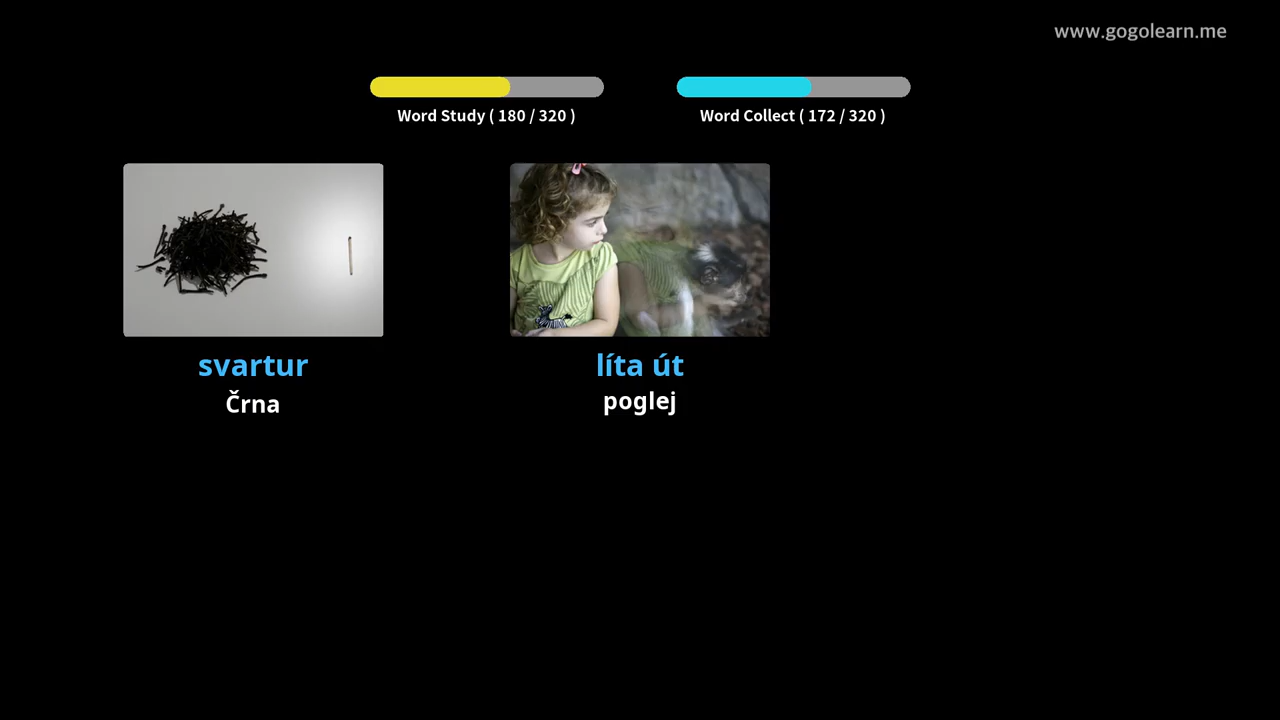 www.gogolearn.me
Word Study ( 180 / 320 )
Word Collect ( 172 / 320 )
svartur
Črna
líta út
poglej